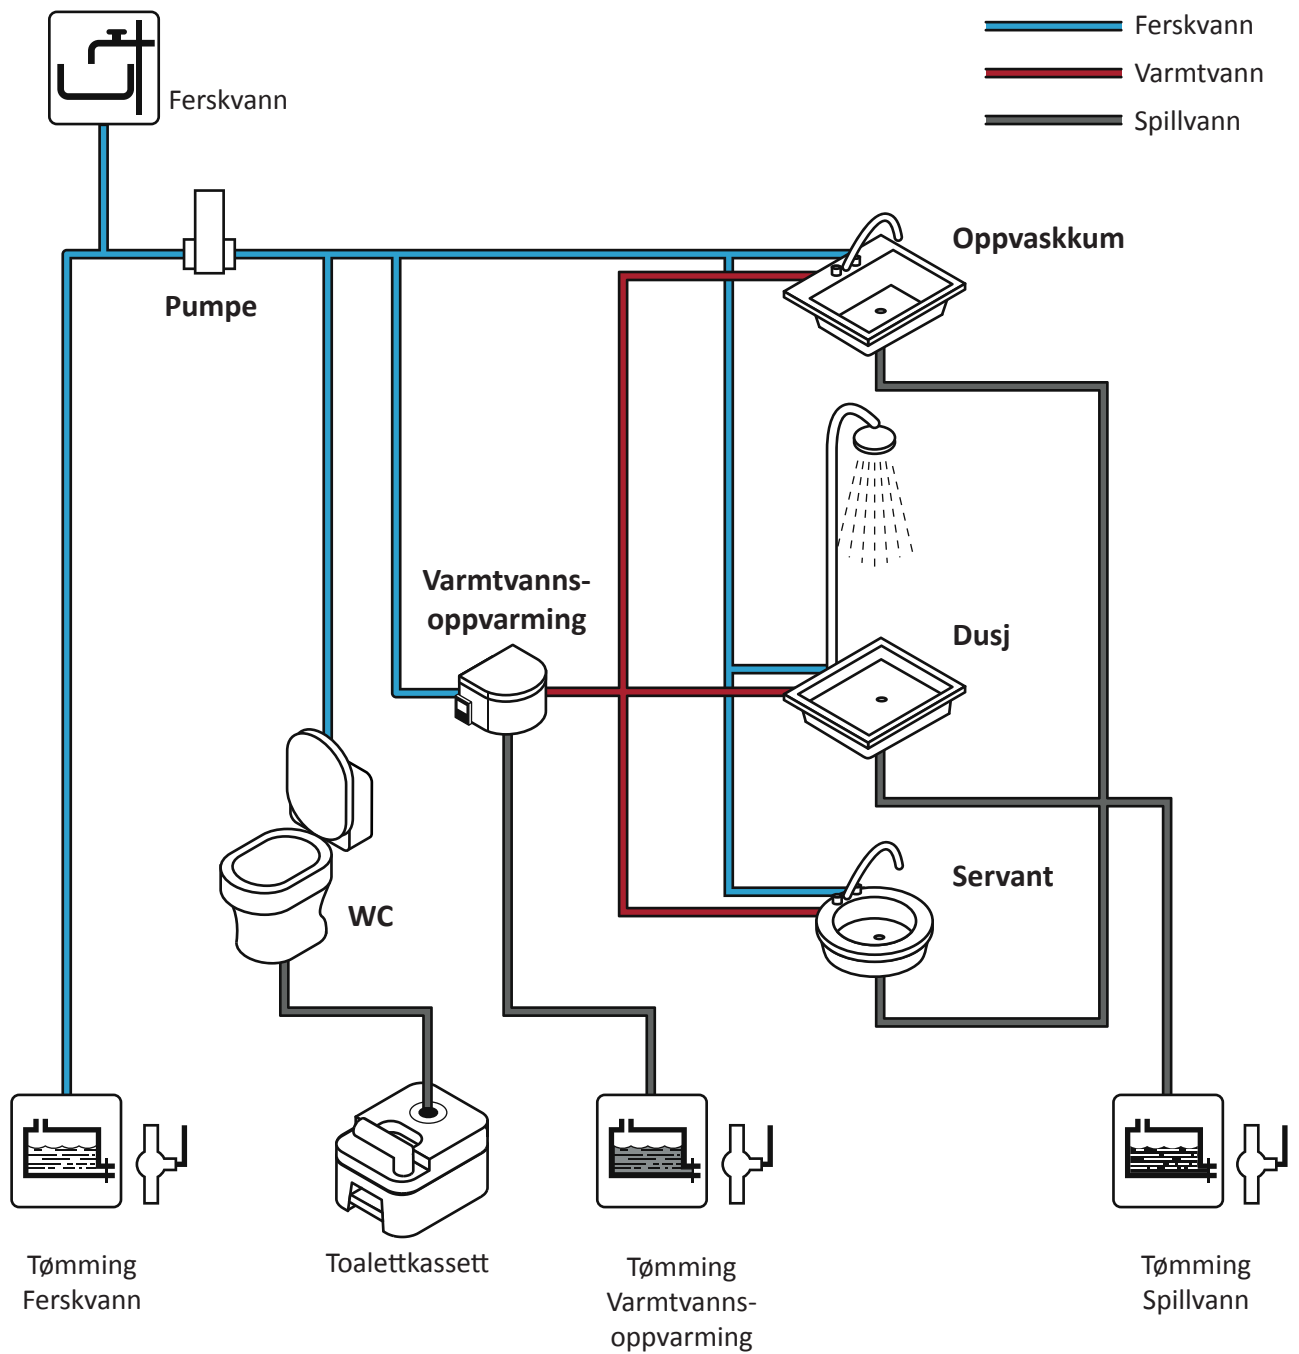 Ferskvann
Varmtvann
Spillvann
Ferskvann
Pumpe
Oppvaskkum
Varmtvanns-
oppvarming
Dusj
WC
Servant
Tømming
Ferskvann
Toalettkassett
Tømming
Varmtvanns-
oppvarming
Tømming
Spillvann